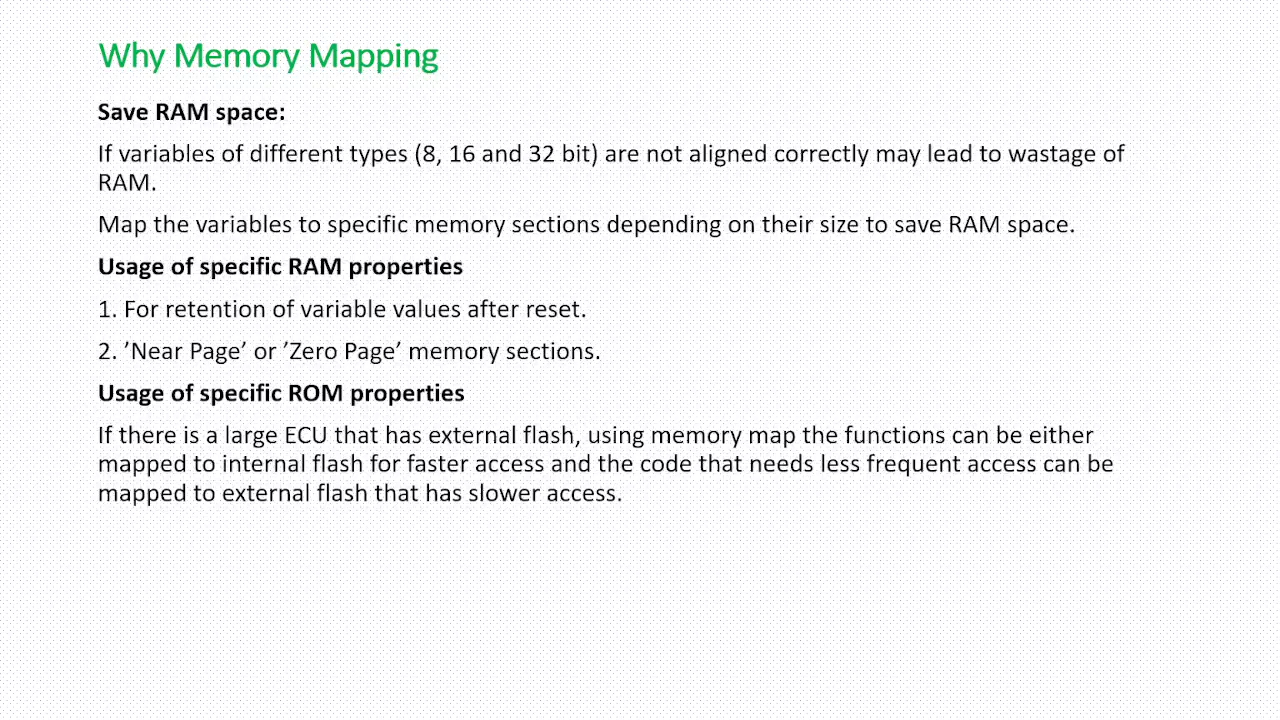 Why Memory Mapping
Save RAM space:
If variables of different types (8, 16 and 32 bit) are not aligned correctly may lead to wastage of
RAM.
Map the variables to specific memory sections depending on their size to save RAM space.
Usage of specific RAM properties
1. For retention of variable values after reset.
2. ’Near Page’ or ’Zero Page’ memory sections.
Usage of specific ROM properties
If there is a large ECU that has external flash, using memory map the functions can be either
mapped to internal flash for faster access and the code that needs less frequent access can be
mapped to external flash that has slower access.